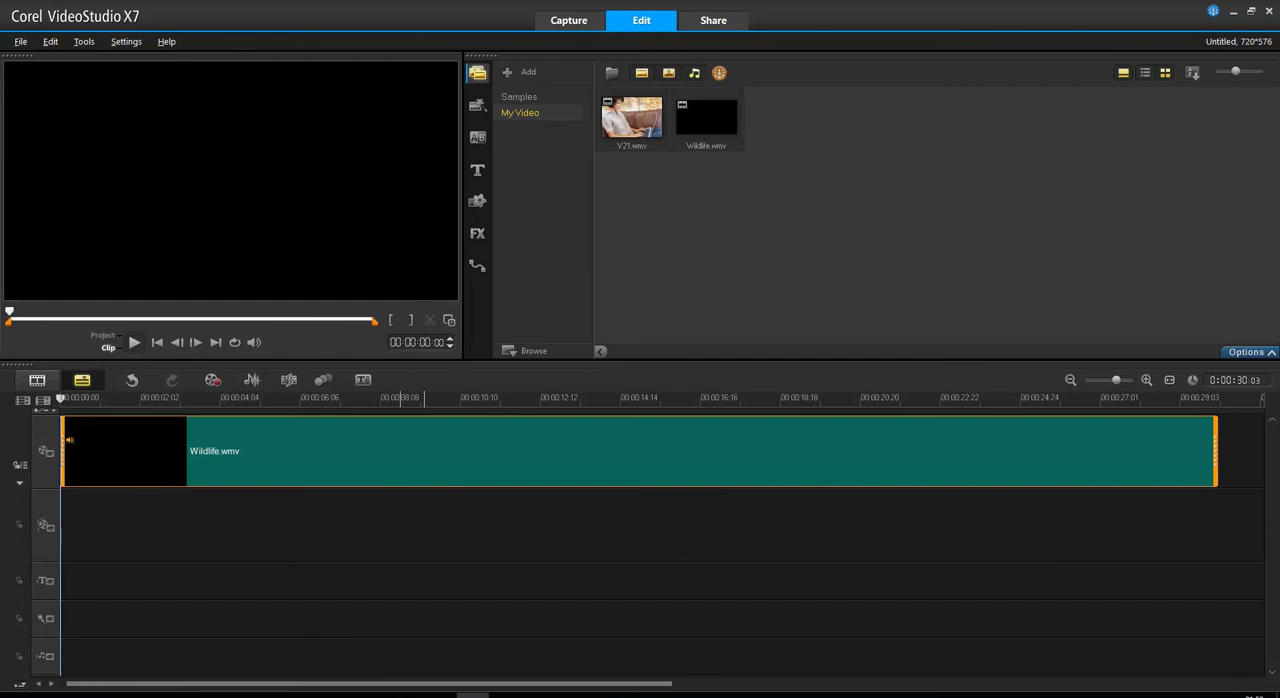 Corel VideoStudio X7
Capture
Edit
Share
File
Edit
Tools
Settings
Help
Untitled, 720*576
Add
Samples
My Video
V21.wmv
Wildlife.wmv
Browse
Options
Project
Clip
00:00:00:00
0:00:30:03
00:00:00:00
00:00:02:02
00:00:04:04
00:00:06:06
00:00:08:08
00:00:10:10
00:00:12:12
00:00:14:14
00:00:16:16
00:00:18:18
00:00:20:20
00:00:22:22
00:00:24:24
00:00:27:01
00:00:29:03
Wildlife.wmv